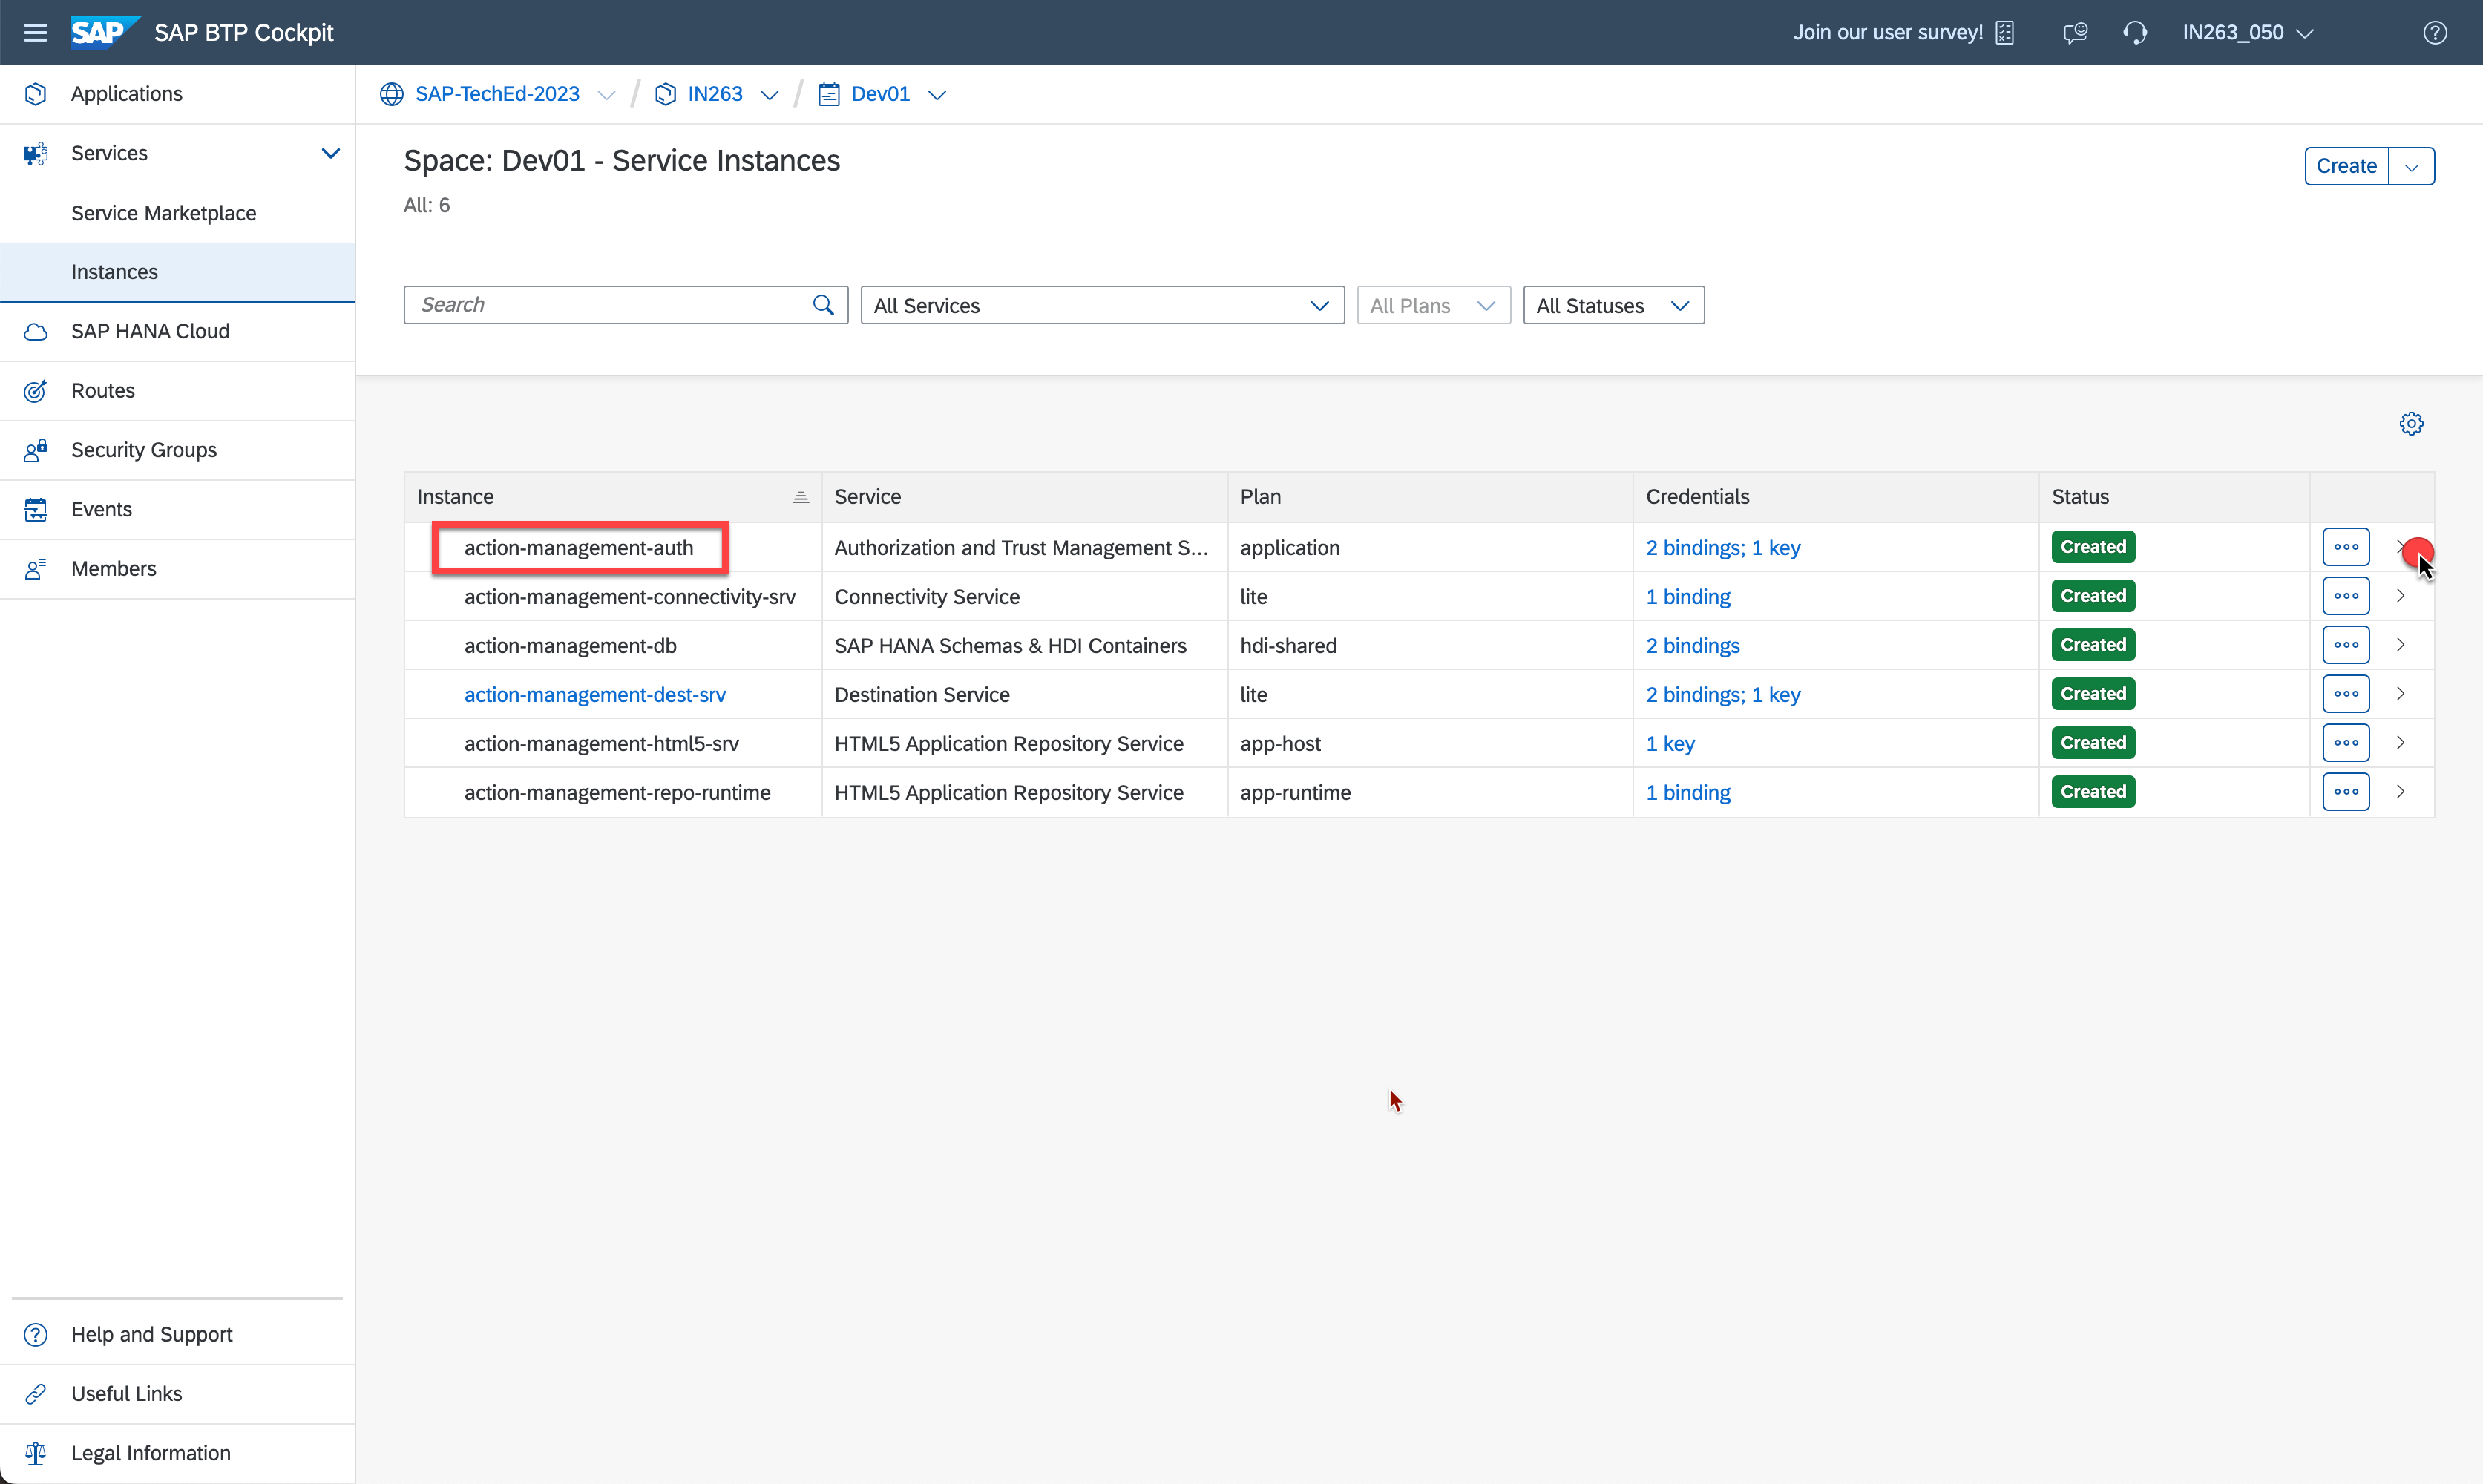 SAP SAP BTP Cockpit
Join our user survey!
IN263_050
Applications
Services
Service Marketplace
Instances
SAP HANA Cloud
Routes
Security Groups
Events
Members
Help and Support
Useful Links
Legal Information
SAP-TechEd-2023 / IN263 / Dev01
Space: Dev01 - Service Instances
Create
All: 6
Search
All Services
All Plans
All Statuses
Instance Service Plan Credentials Status
action-management-auth Authorization and Trust Management S... application 2 bindings; 1 key Created
action-management-connectivity-srv Connectivity Service lite 1 binding Created
action-management-db SAP HANA Schemas & HDI Containers hdi-shared 2 bindings Created
action-management-dest-srv Destination Service lite 2 bindings; 1 key Created
action-management-html5-srv HTML5 Application Repository Service app-host 1 key Created
action-management-repo-runtime HTML5 Application Repository Service app-runtime 1 binding Created